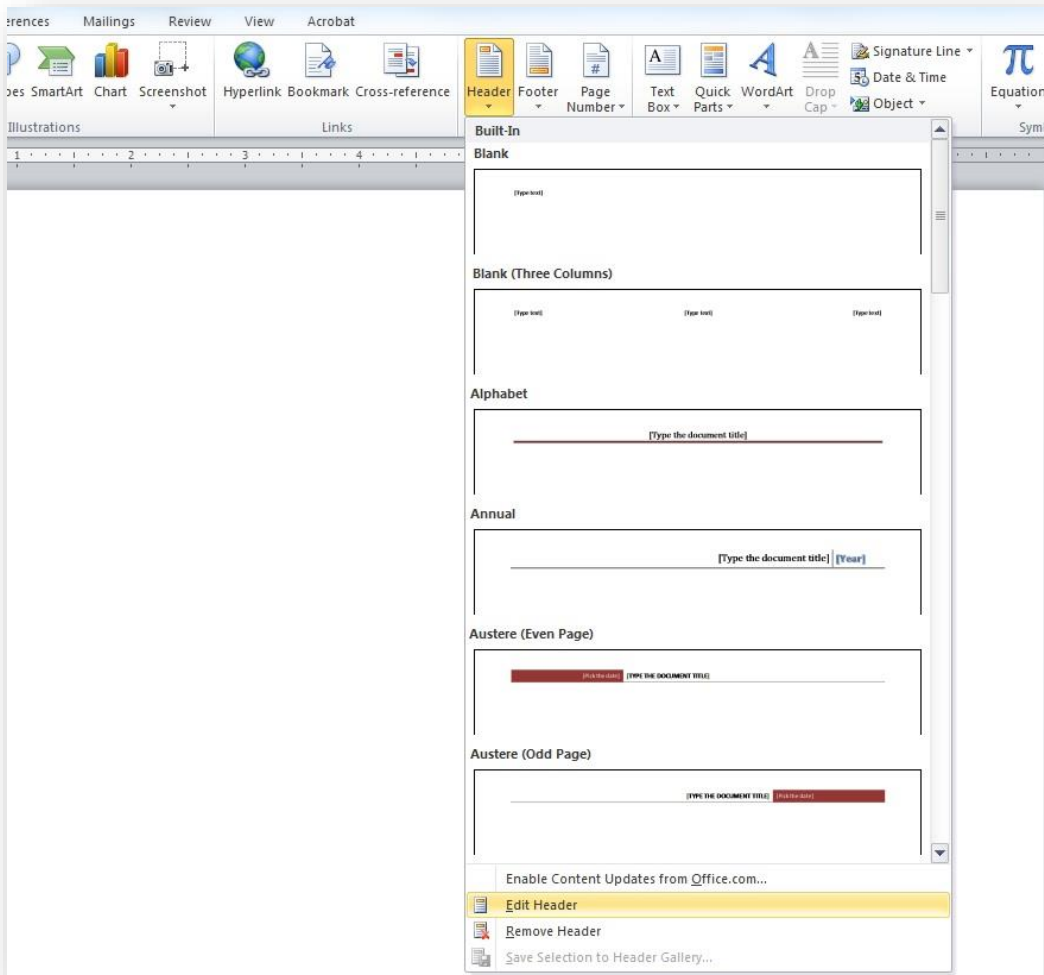 erences Mailings Review View Acrobat
pes SmartArt Chart Screenshot Hyperlink Bookmark Cross-reference Header Footer Page Number Text Box Quick Parts WordArt Drop Cap Signature Line
Date & Time
Object
Equation
Illustrations Links Sym
1 2 3 4
Built-In
Blank
[Type text]
Blank (Three Columns)
[Type text] [Type text] [Type text]
Alphabet
[Type the document title]
Annual
[Type the document title] [Year]
Austere (Even Page)
[Pick the date] [TYPE THE DOCUMENT TITLE]
Austere (Odd Page)
[TYPE THE DOCUMENT TITLE] [Pick the date]
Enable Content Updates from Office.com...
Edit Header
Remove Header
Save Selection to Header Gallery...